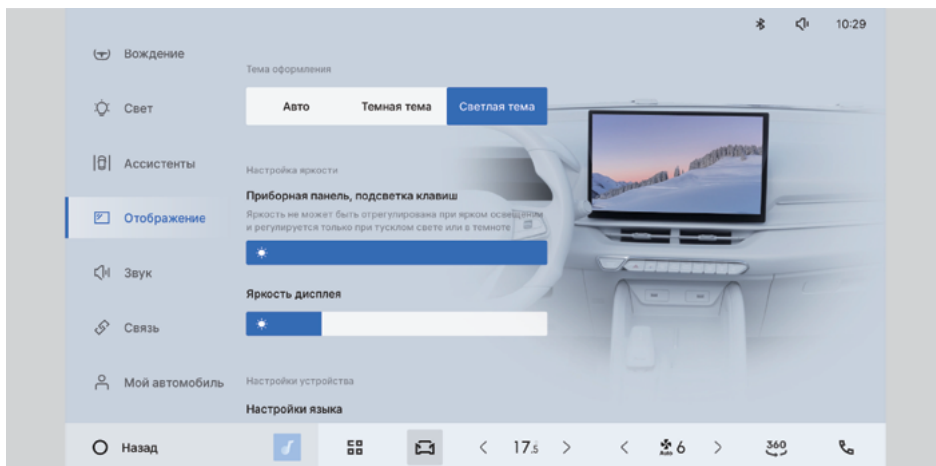 10:29
Вождение
Свет
Ассистенты
Отображение
Звук
Связь
Мой автомобиль
Тема оформления
Авто Темная тема Светлая тема
Настройка яркости
Приборная панель, подсветка клавиш
Яркость не может быть отрегулирована при ярком освещении
и регулируется только при тусклом свете или в темноте
Яркость дисплея
Настройки устройства
Настройки языка
Назад < 17.5 > < Auto 6 > 360